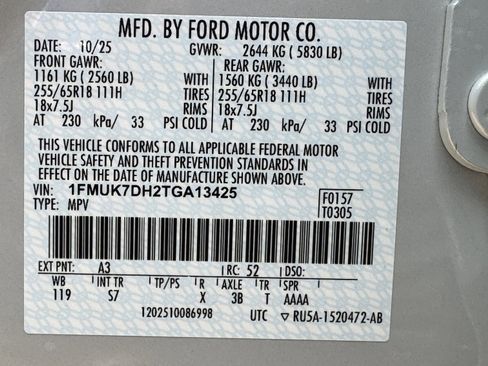 MFD. BY FORD MOTOR CO.
DATE: 10/25 GVWR: 2644 KG ( 5830 LB)
FRONT GAWR: REAR GAWR:
1161 KG ( 2560 LB) WITH 1560 KG ( 3440 LB) WITH
255/65R18 111H TIRES 255/65R18 111H TIRES
18x7.5J RIMS 18x7.5J RIMS
AT 230 kPa/ 33 PSI COLD AT 230 kPa/ 33 PSI COLD
THIS VEHICLE CONFORMS TO ALL APPLICABLE FEDERAL MOTOR
VEHICLE SAFETY AND THEFT PREVENTION STANDARDS IN
EFFECT ON THE DATE OF MANUFACTURE SHOWN ABOVE.
VIN: 1FMUK7DH2TGA13425 F0157
TYPE: MPV T0305
EXT PNT: A3 RC: 52 DSO:
WB INT TR TP/PS R AXLE TR SPR
119 S7 X 3B T AAAA
1202510086998 UTC ▽ RU5A-1520472-AB